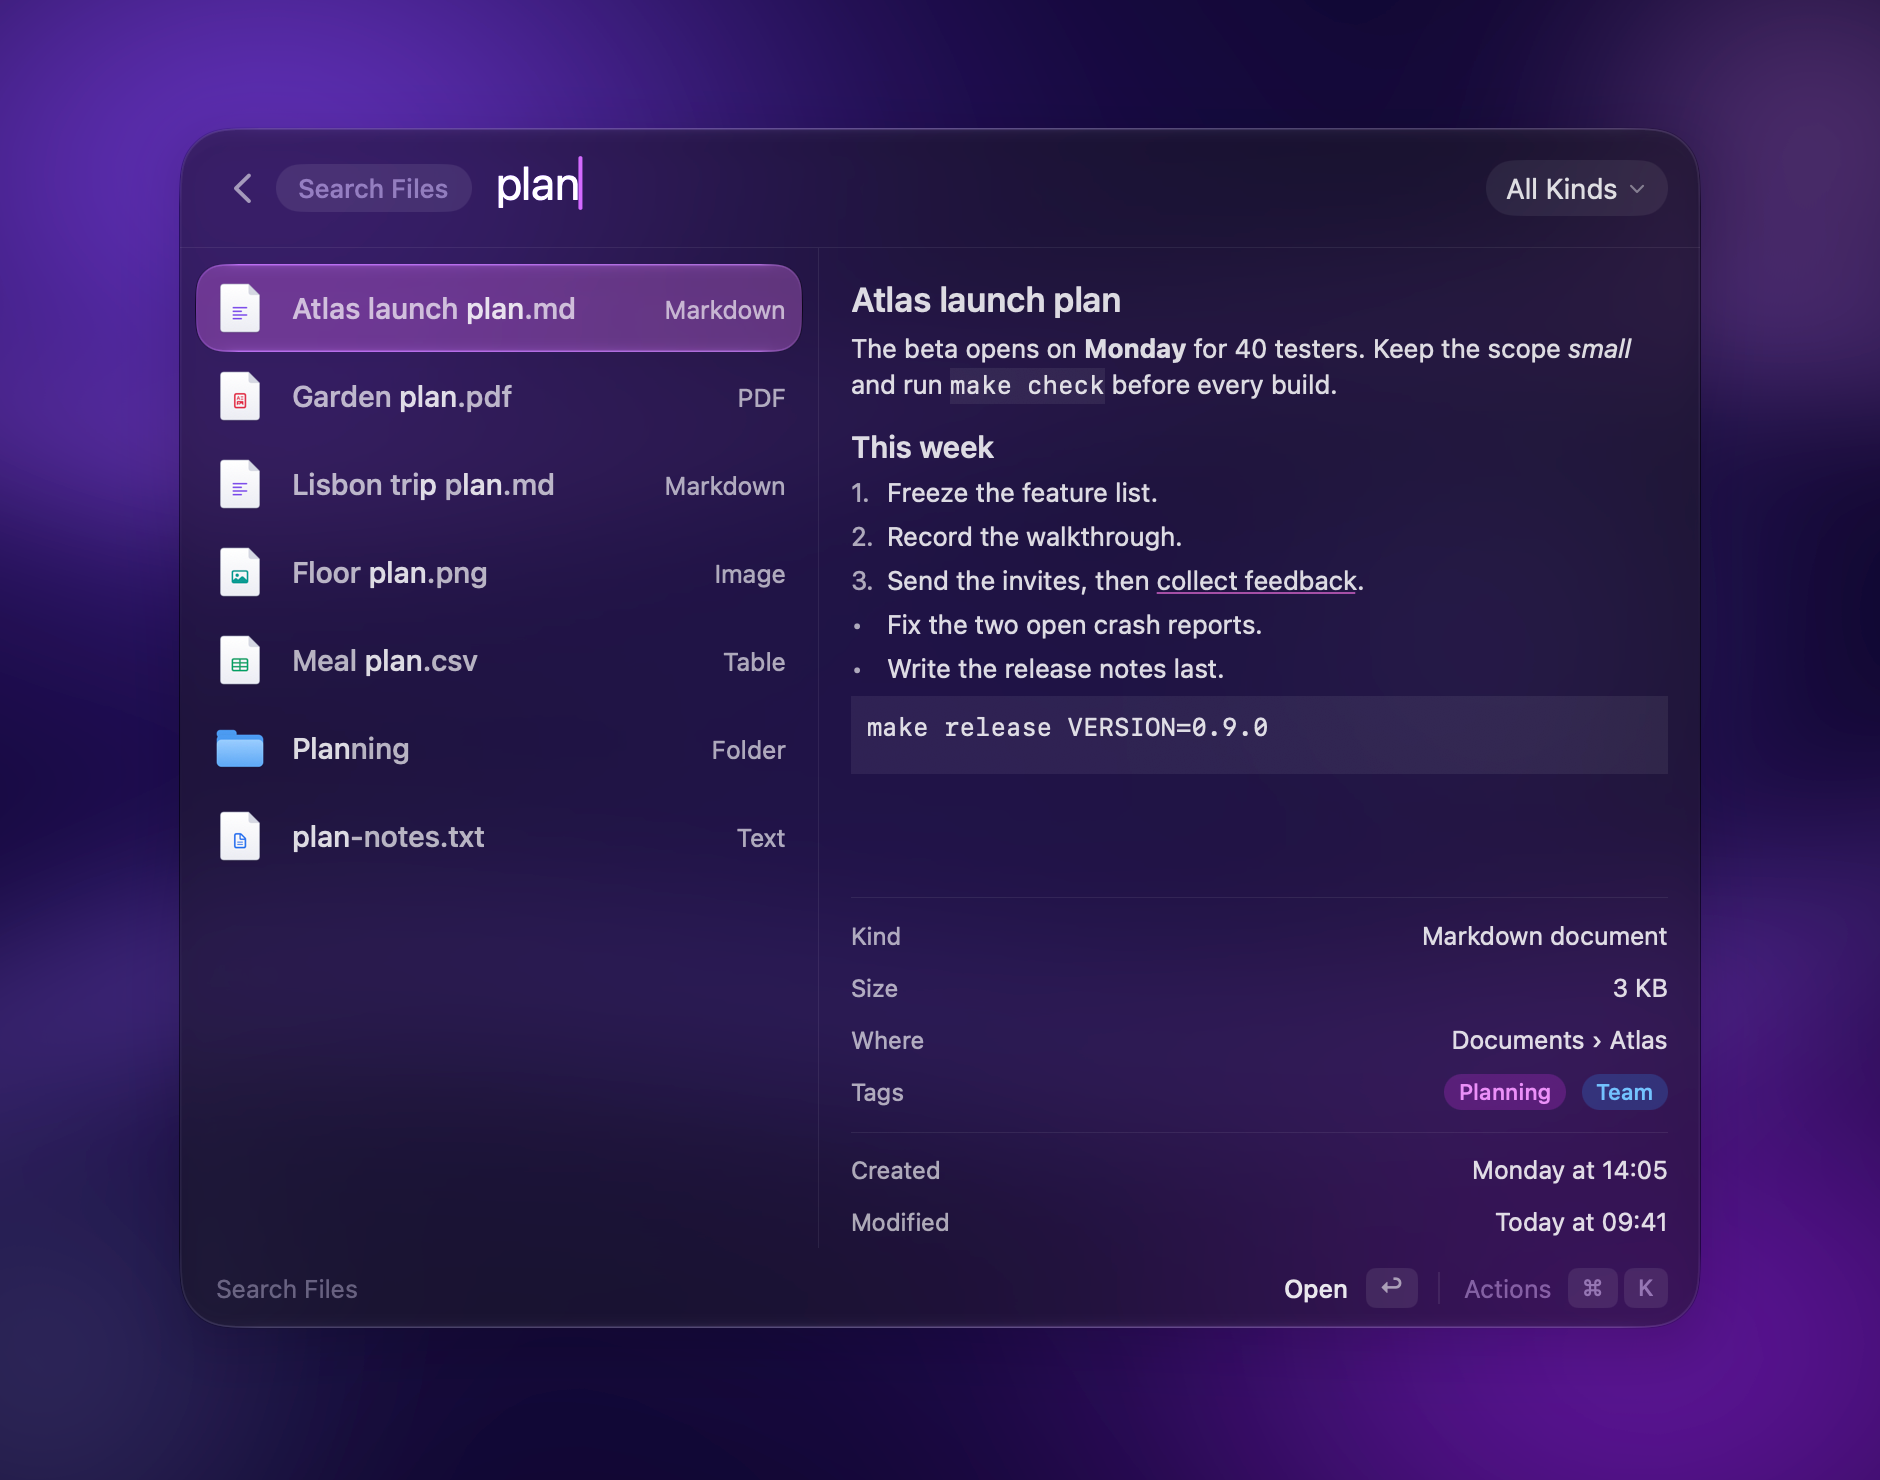 Search Files
plan
All Kinds
Atlas launch plan.md
Markdown
Garden plan.pdf
PDF
Lisbon trip plan.md
Markdown
Floor plan.png
Image
Meal plan.csv
Table
Planning
Folder
plan-notes.txt
Text
Atlas launch plan
The beta opens on Monday for 40 testers. Keep the scope small
and run make check before every build.
This week
1. Freeze the feature list.
2. Record the walkthrough.
3. Send the invites, then collect feedback.
• Fix the two open crash reports.
• Write the release notes last.
make release VERSION=0.9.0
Kind
Markdown document
Size
3 KB
Where
Documents › Atlas
Tags
Planning
Team
Created
Monday at 14:05
Modified
Today at 09:41
Search Files
Open
Actions
⌘
K